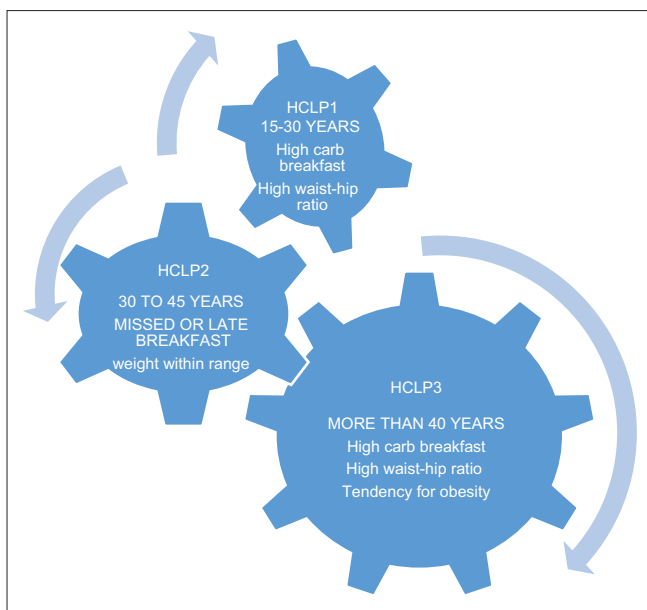 HCLP1
15-30 YEARS
High carb
breakfast
High waist-hip
ratio
HCLP2
30 TO 45 YEARS
MISSED OR LATE
BREAKFAST
weight within range
HCLP3
MORE THAN 40 YEARS
High carb breakfast
High waist-hip ratio
Tendency for obesity